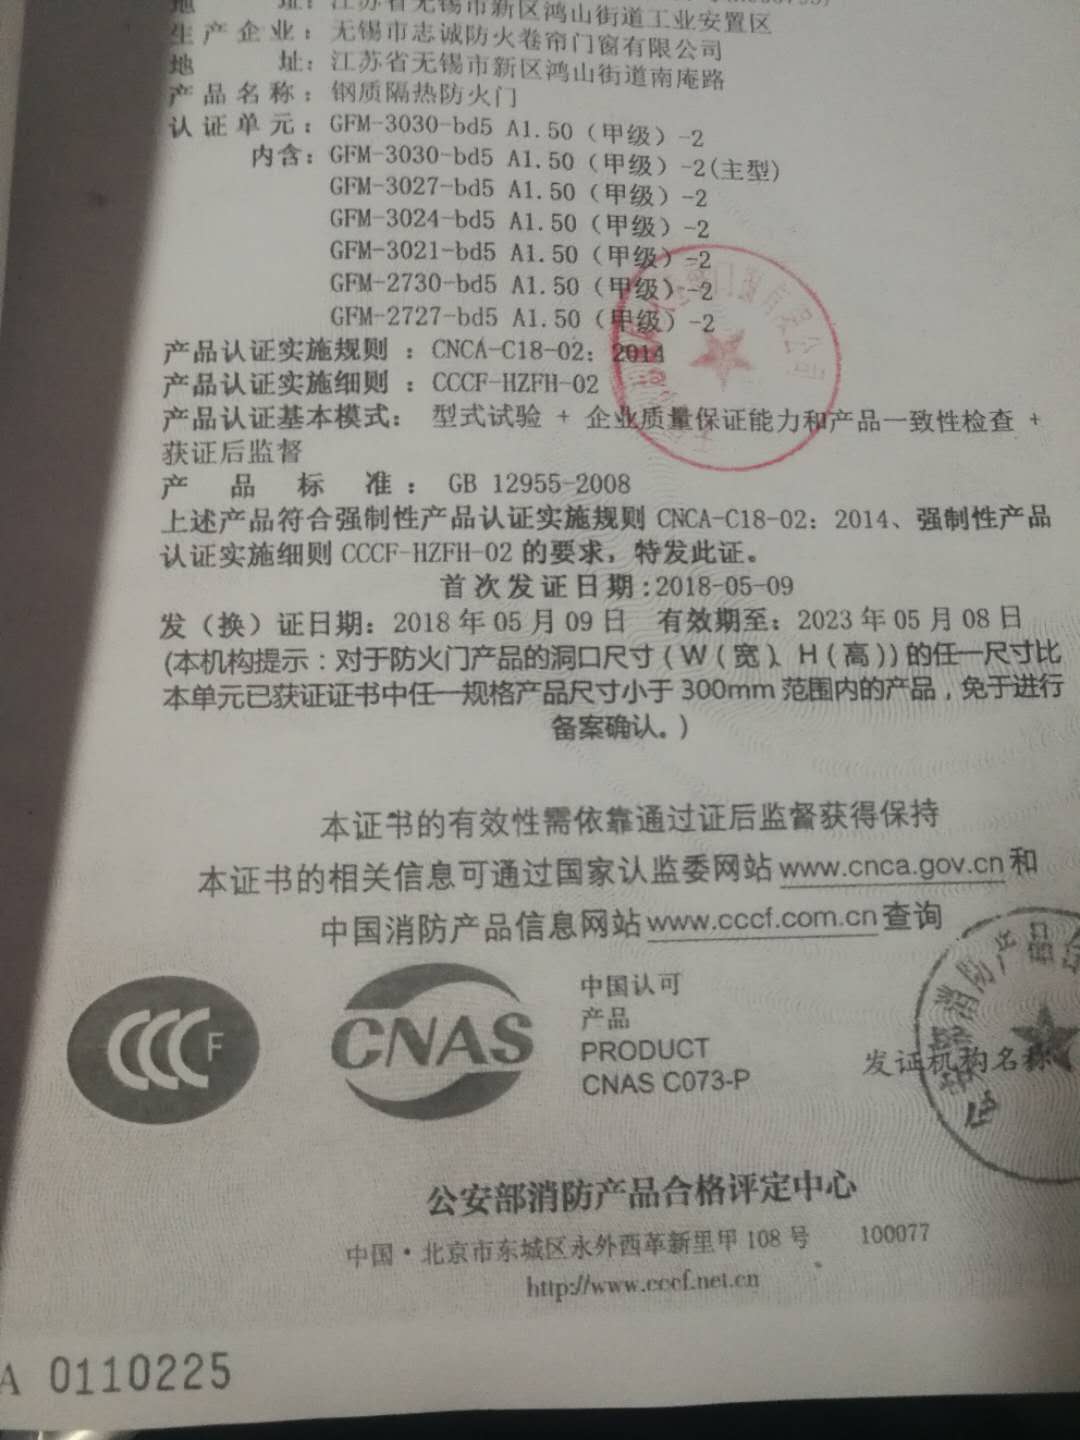 地 址：江苏省无锡市新区鸿山街道工业安置区
生产企业：无锡市志诚防火卷帘门窗有限公司
地 址：江苏省无锡市新区鸿山街道南庵路
产品名称：钢质隔热防火门
认证单元：GFM-3030-bd5 A1.50（甲级）-2
内含：GFM-3030-bd5 A1.50（甲级）-2(主型)
GFM-3027-bd5 A1.50（甲级）-2
GFM-3024-bd5 A1.50（甲级）-2
GFM-3021-bd5 A1.50（甲级）-2
GFM-2730-bd5 A1.50（甲级）-2
GFM-2727-bd5 A1.50（甲级）-2
产品认证实施规则：CNCA-C18-02：2014
产品认证实施细则：CCCF-HZFH-02
产品认证基本模式： 型式试验 + 企业质量保证能力和产品一致性检查 +
获证后监督
产 品 标 准：GB 12955-2008
上述产品符合强制性产品认证实施规则 CNCA-C18-02：2014、强制性产品
认证实施细则 CCCF-HZFH-02 的要求，特发此证。
首次发证日期:2018-05-09
发（换）证日期：2018 年 05 月 09 日 有效期至：2023 年 05 月 08 日
(本机构提示：对于防火门产品的洞口尺寸（W（宽）、H（高））的任一尺寸比
本单元已获证证书中任一规格产品尺寸小于 300mm 范围内的产品，免于进行
备案确认。)
本证书的有效性需依靠通过证后监督获得保持
本证书的相关信息可通过国家认监委网站 www.cnca.gov.cn 和
中国消防产品信息网站 www.cccf.com.cn 查询
CCCF
CNAS
中国认可
产品
PRODUCT
CNAS C073-P
发证机构名称
公安部消防产品合格评定中心
中国·北京市东城区永外西革新里甲 108 号 100077
http://www.cccf.net.cn
A 0110225